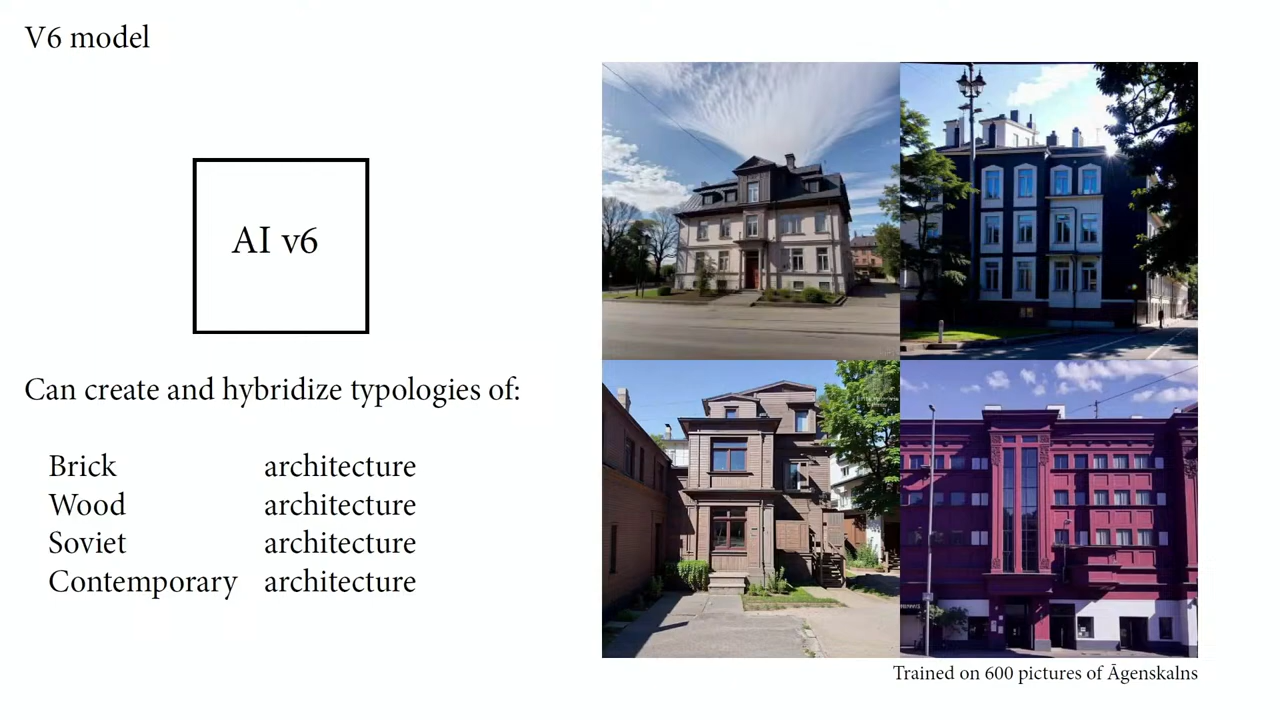 V6 model
AI v6
Can create and hybridize typologies of:
Brick architecture
Wood architecture
Soviet architecture
Contemporary architecture
Trained on 600 pictures of Āgenskalns